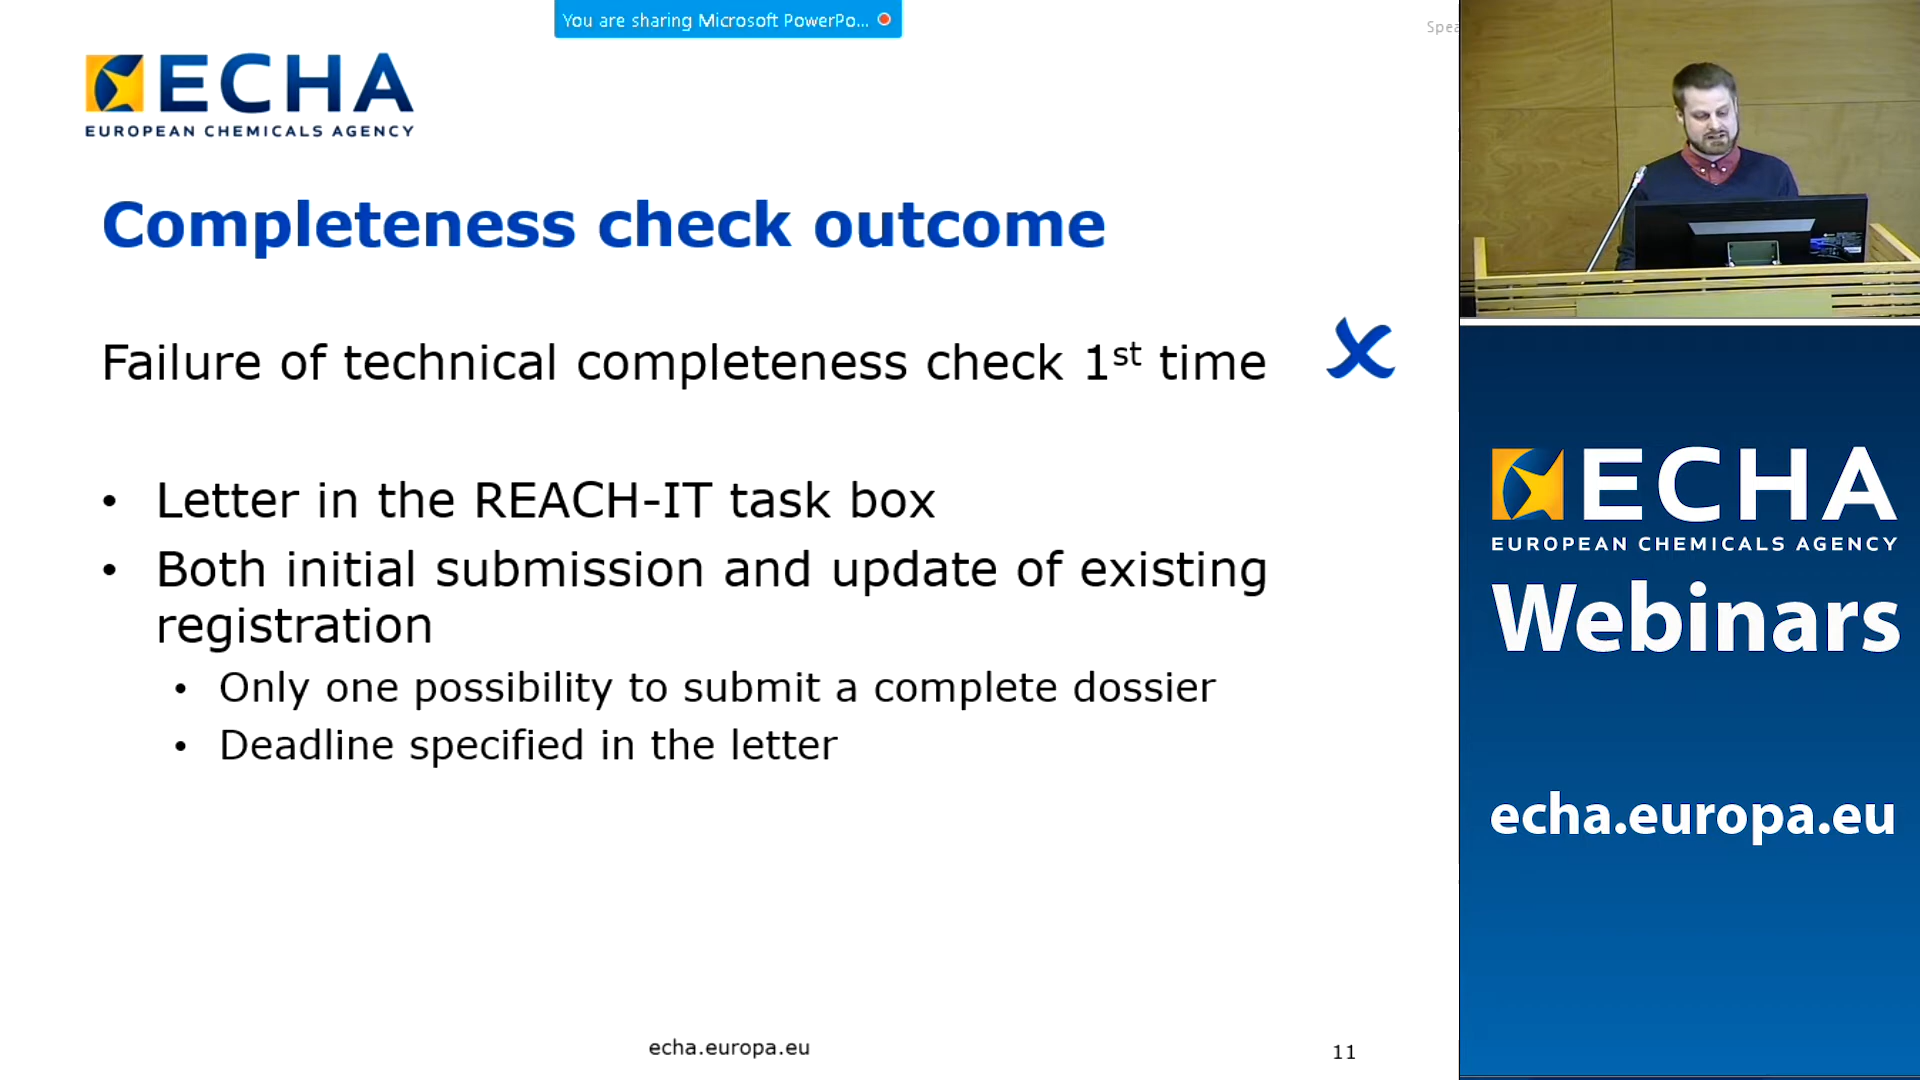 You are sharing Microsoft PowerPo...
Spea
ECHA
EUROPEAN CHEMICALS AGENCY
Completeness check outcome
Failure of technical completeness check 1st time
• Letter in the REACH-IT task box
• Both initial submission and update of existing
registration
• Only one possibility to submit a complete dossier
• Deadline specified in the letter
echa.europa.eu
11
ECHA
EUROPEAN CHEMICALS AGENCY
Webinars
echa.europa.eu